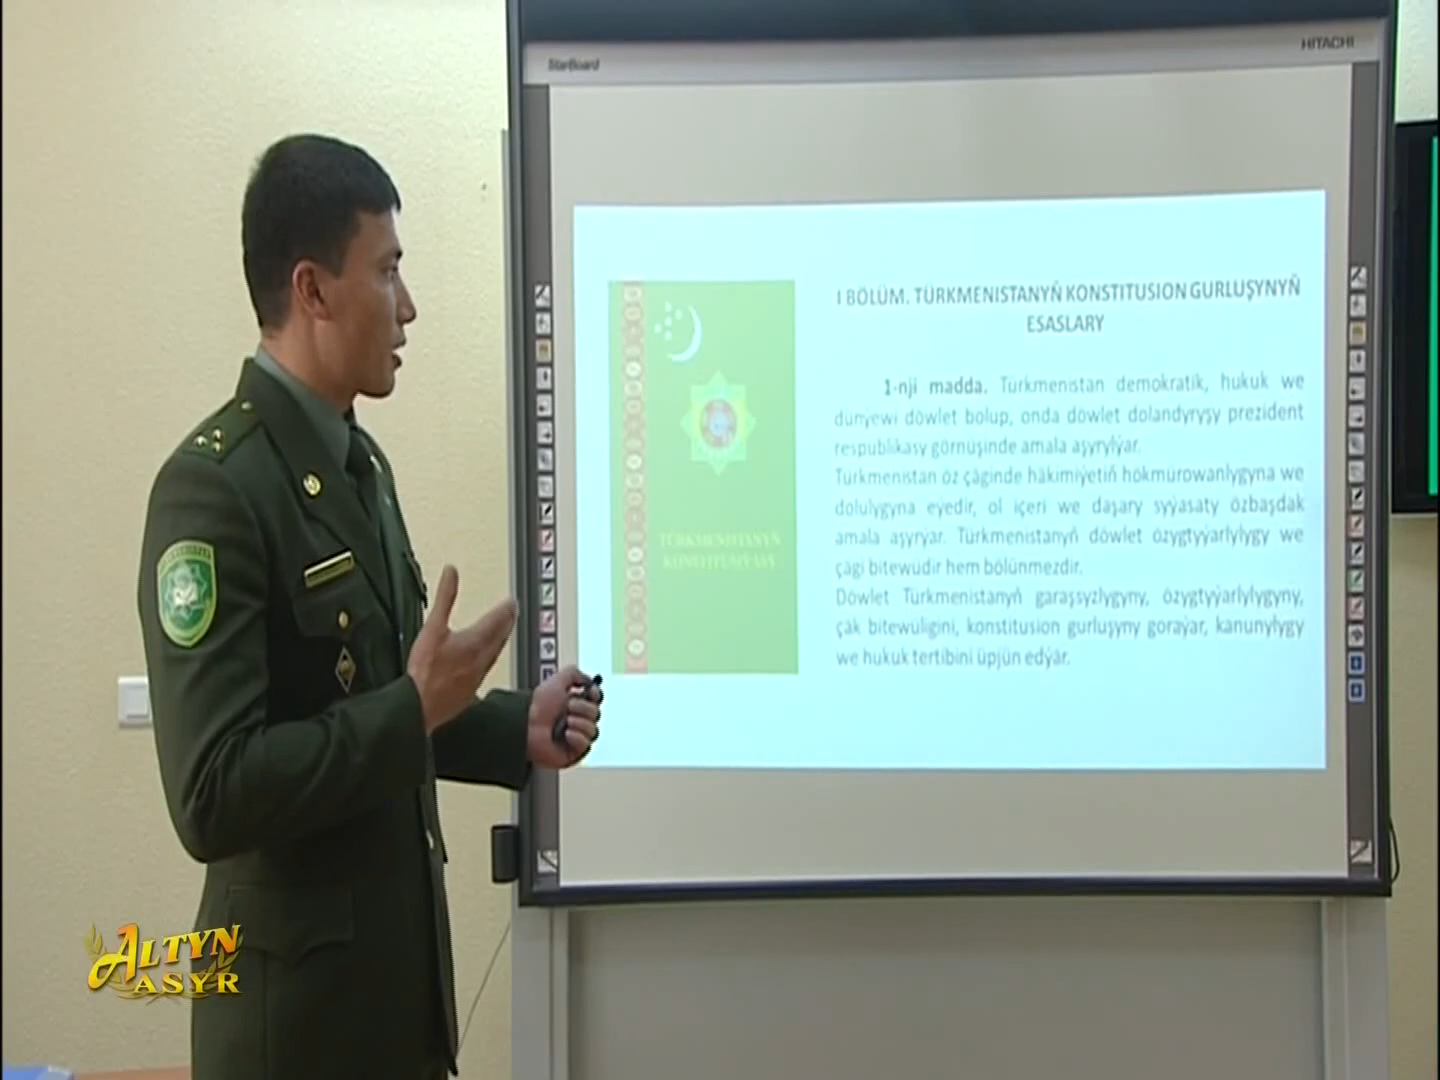 StarBoard
HITACHI
I BÖLÜM. TÜRKMENISTANYŇ KONSTITUSION GURLUŞYNYŇ
ESASLARY
1-nji madda. Türkmenistan demokratik, hukuk we
dünýewi döwlet bolup, onda döwlet dolandyryşy prezident
respublikasy görnüşinde amala aşyrylýar.
Türkmenistan öz çäginde häkimiýetiň hökmürowanlygyna we
dolulygyna eýedir, ol içeri we daşary syýasaty özbaşdak
amala aşyrýar. Türkmenistanyň döwlet özygtyýarlylygy we
çägi bitewüdir hem bölünmezdir.
Döwlet Türkmenistanyň garaşsyzlygyny, özygtyýarlylygyny,
çäk bitewüligini, konstitusion gurluşyny goraýar, kanunylygy
we hukuk tertibini üpjün edýär.
TÜRKMENISTANYŇ
KONSTITUSIÝASY
ALTYN
ASYR